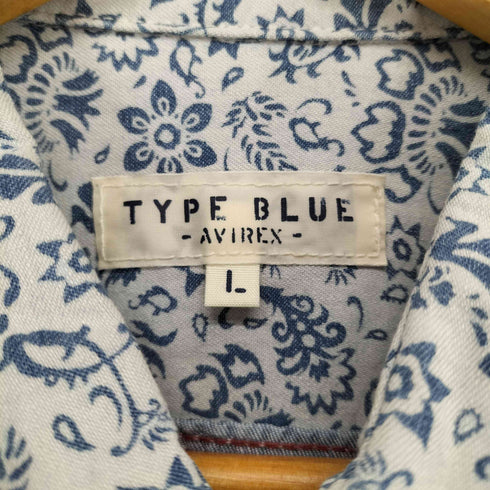 TYPE BLUE
- AVIREX -
L